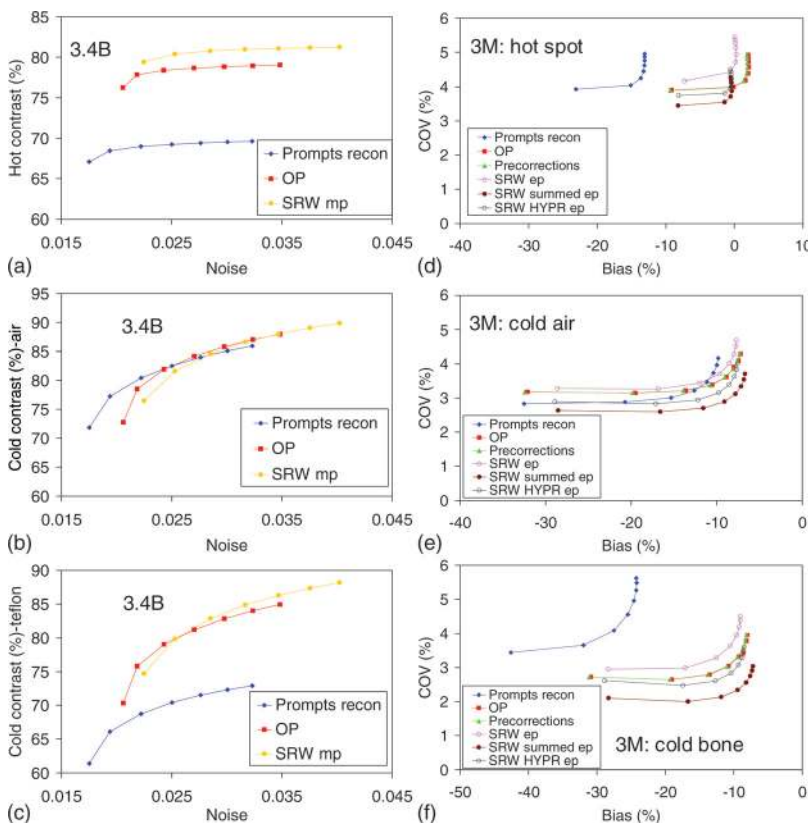 3.4B
Hot contrast (%)
85
80
75
70
65
60
0.015
0.025
0.035
0.045
Noise
Prompts recon
OP
SRW mp
(a)
3.4B
Cold contrast (%)-air
95
90
85
80
75
70
65
60
0.015
0.025
0.035
0.045
Noise
Prompts recon
OP
SRW mp
(b)
3.4B
Cold contrast (%)-teflon
90
85
80
75
70
65
60
0.015
0.025
0.035
0.045
Noise
Prompts recon
OP
SRW mp
(c)
3M: hot spot
COV (%)
6
5
4
3
2
1
0
-40
-30
-20
-10
0
10
Bias (%)
Prompts recon
OP
Precorrections
SRW ep
SRW summed ep
SRW HYPR ep
(d)
3M: cold air
COV (%)
6
5
4
3
2
1
0
-40
-30
-20
-10
0
Bias (%)
Prompts recon
OP
Precorrections
SRW ep
SRW summed ep
SRW HYPR ep
(e)
3M: cold bone
COV (%)
6
5
4
3
2
1
0
-50
-40
-30
-20
-10
0
Bias (%)
Prompts recon
OP
Precorrections
SRW ep
SRW summed ep
SRW HYPR ep
(f)